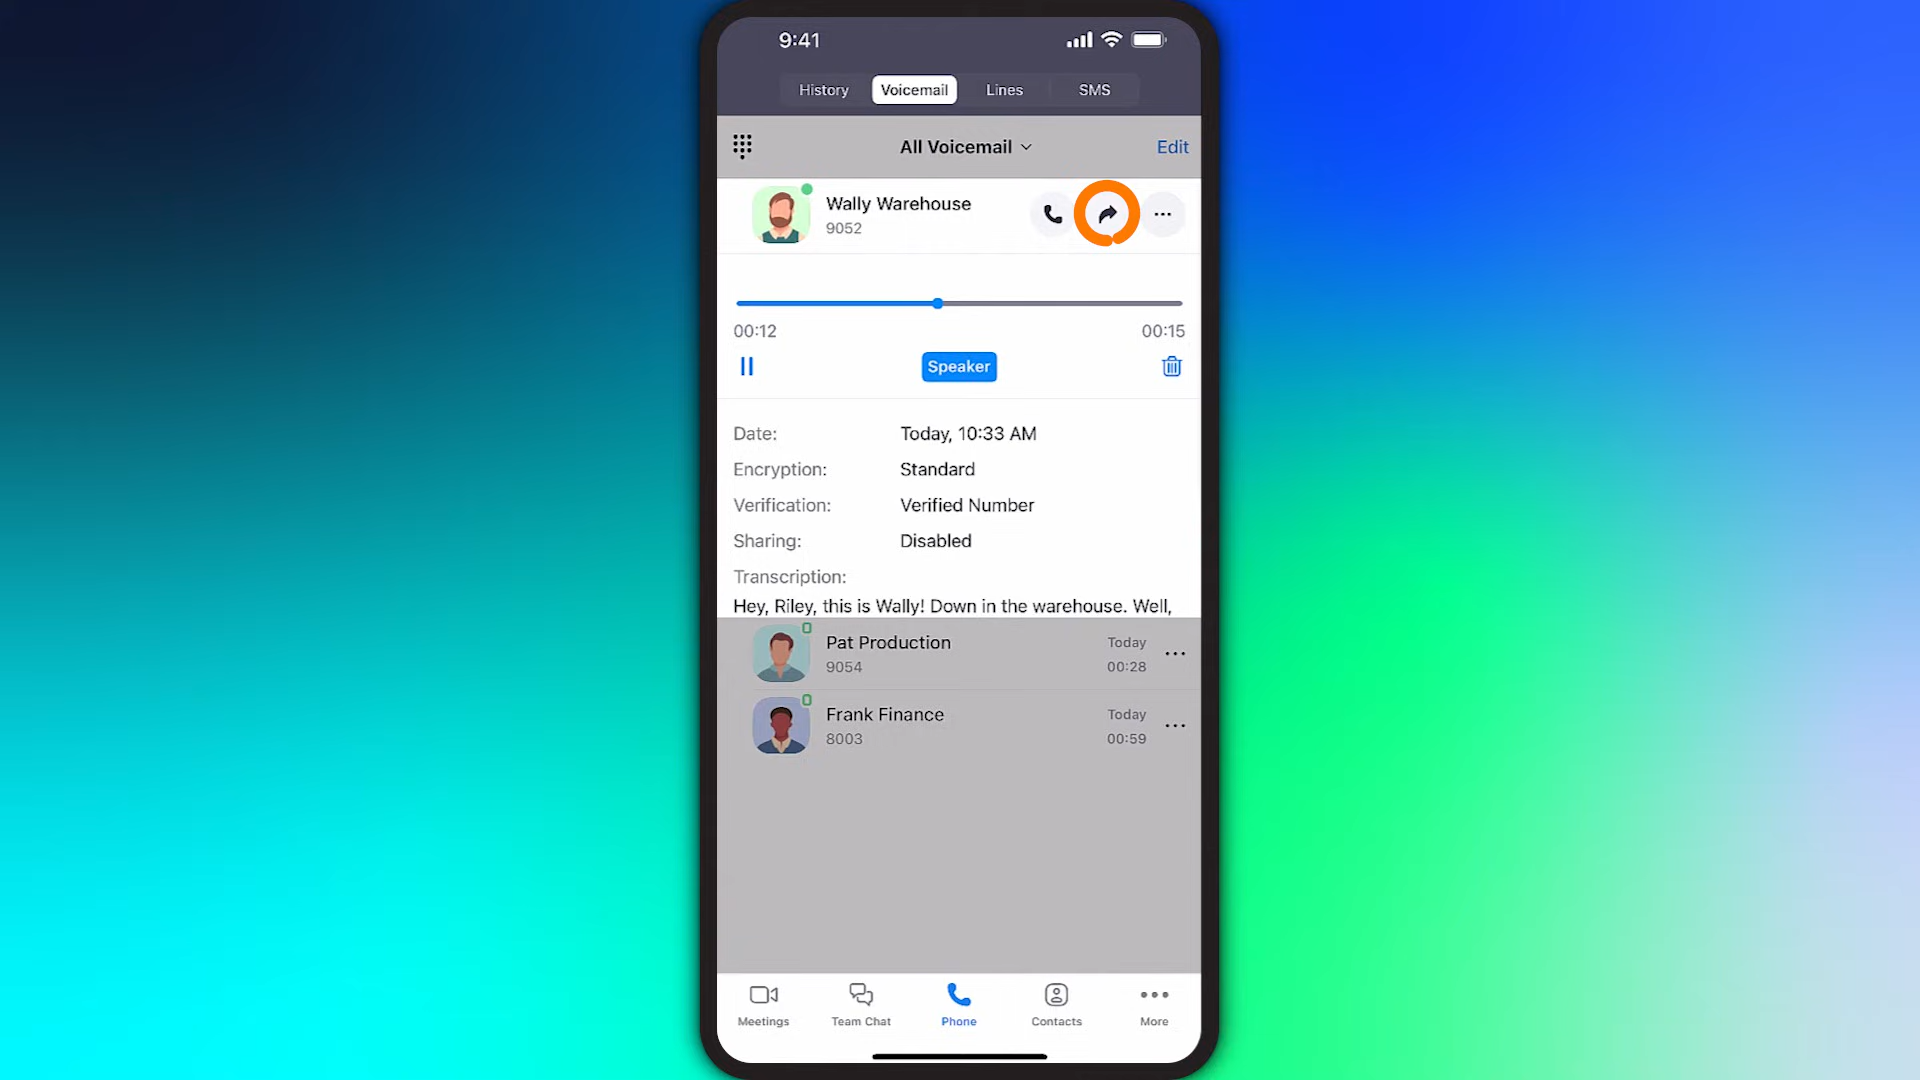 9:41
History Voicemail Lines SMS
All Voicemail Edit
Wally Warehouse
9052
00:12 00:15
Speaker
Date: Today, 10:33 AM
Encryption: Standard
Verification: Verified Number
Sharing: Disabled
Transcription:
Hey, Riley, this is Wally! Down in the warehouse. Well,
Pat Production Today
9054 00:28
Frank Finance Today
8003 00:59
Meetings Team Chat Phone Contacts More